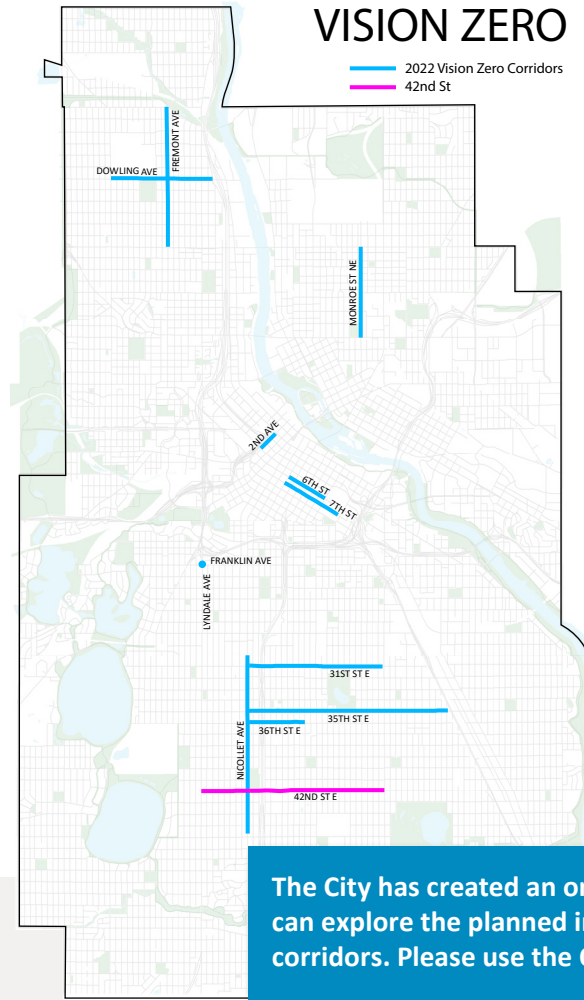 VISION ZERO
2022 Vision Zero Corridors
42nd St
FREMONT AVE
DOWLING AVE
MONROE ST NE
2ND AVE
6TH ST
7TH ST
FRANKLIN AVE
LYNDALE AVE
31ST ST E
35TH ST E
36TH ST E
NICOLLET AVE
42ND ST E
The City has created an
can explore the planned
corridors. Please use the